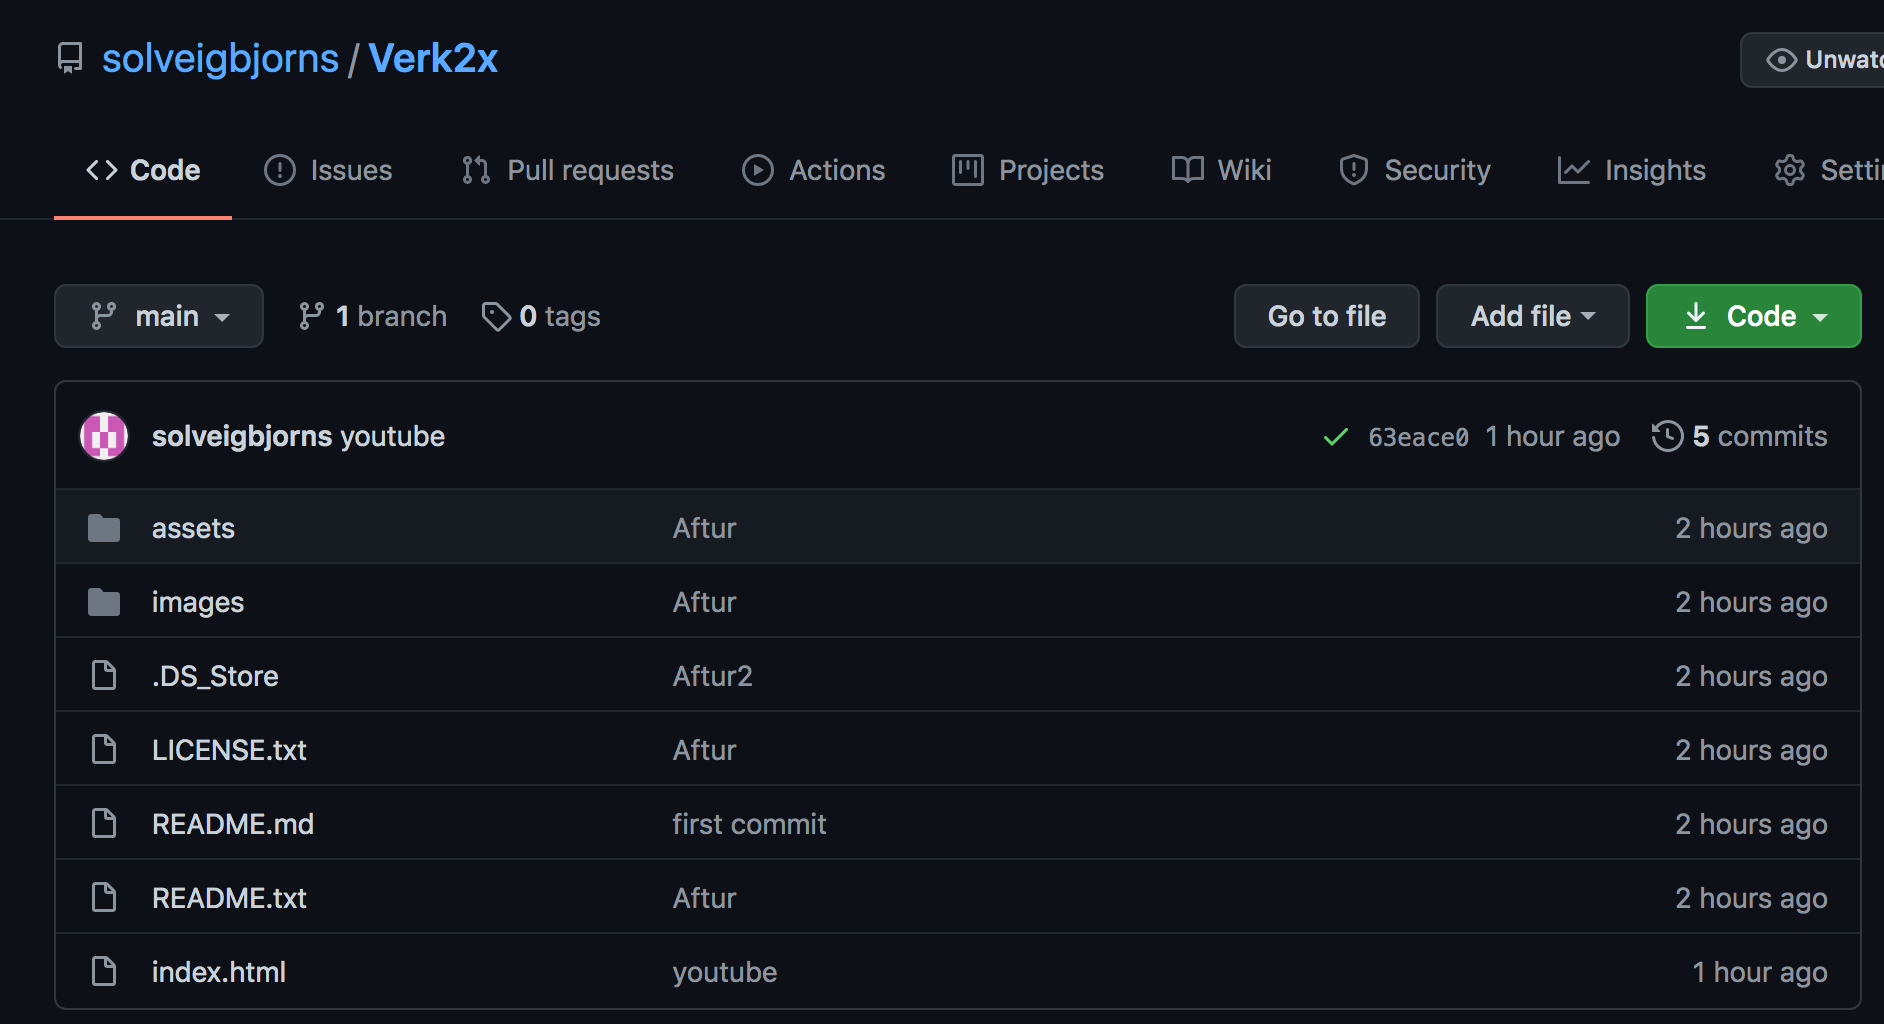 solveigbjorns / Verk2x
Code Issues Pull requests Actions Projects Wiki Security Insights
main 1 branch 0 tags Go to file Add file Code
solveigbjorns youtube 63eace0 1 hour ago 5 commits
assets Aftur 2 hours ago
images Aftur 2 hours ago
.DS_Store Aftur2 2 hours ago
LICENSE.txt Aftur 2 hours ago
README.md first commit 2 hours ago
README.txt Aftur 2 hours ago
index.html youtube 1 hour ago